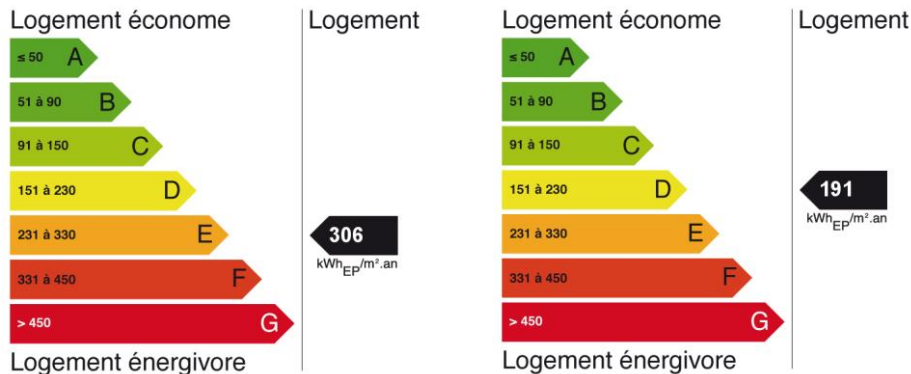 Logement économe
Logement
≤ 50 A
51 à 90 B
91 à 150 C
151 à 230 D
231 à 330 E
306
kWhEP/m².an
331 à 450 F
> 450 G
Logement énergivore
Logement économe
Logement
≤ 50 A
51 à 90 B
91 à 150 C
151 à 230 D
191
kWhEP/m².an
231 à 330 E
331 à 450 F
> 450 G
Logement énergivore